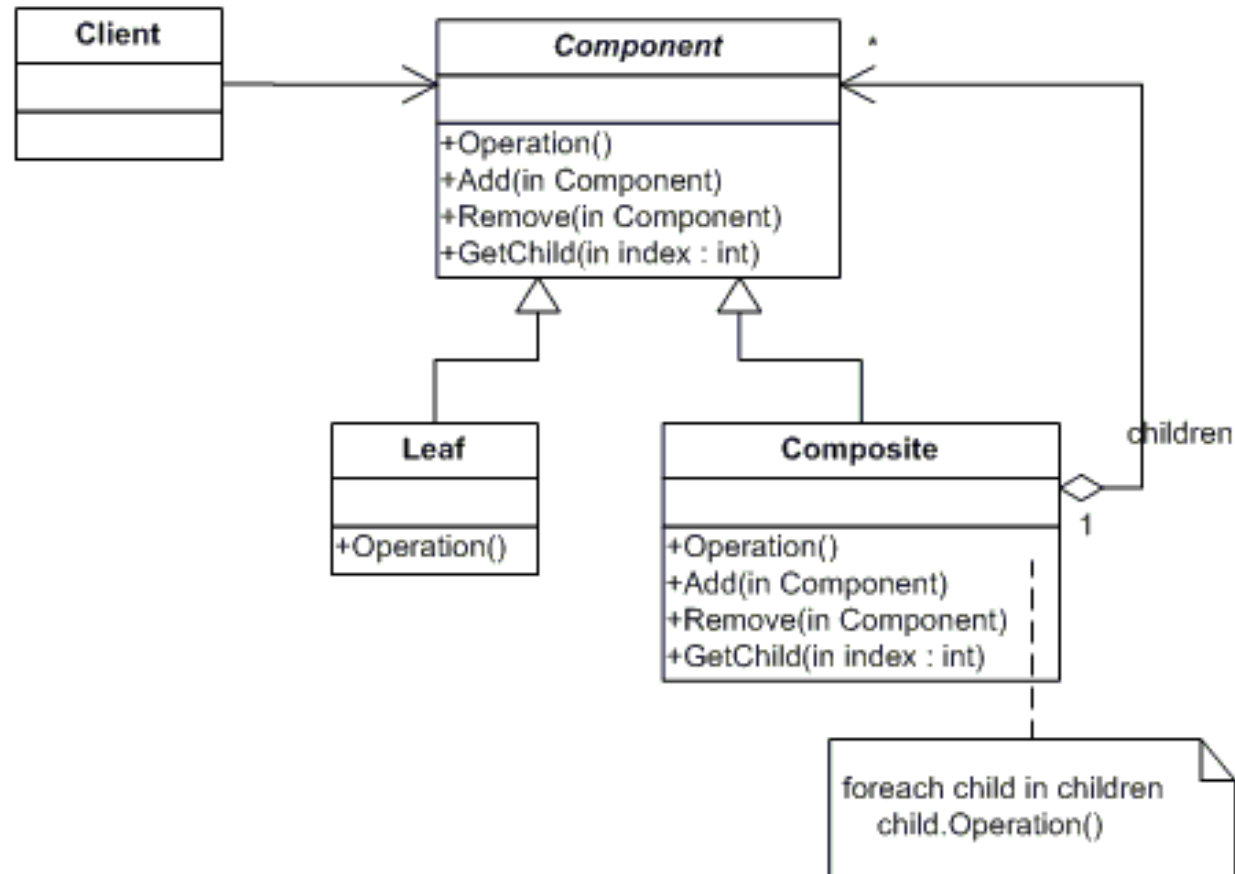 Client
Component
*
+Operation()
+Add(in Component)
+Remove(in Component)
+GetChild(in index : int)
children
Leaf
+Operation()
Composite
1
+Operation()
+Add(in Component)
+Remove(in Component)
+GetChild(in index : int)
foreach child in children
child.Operation()